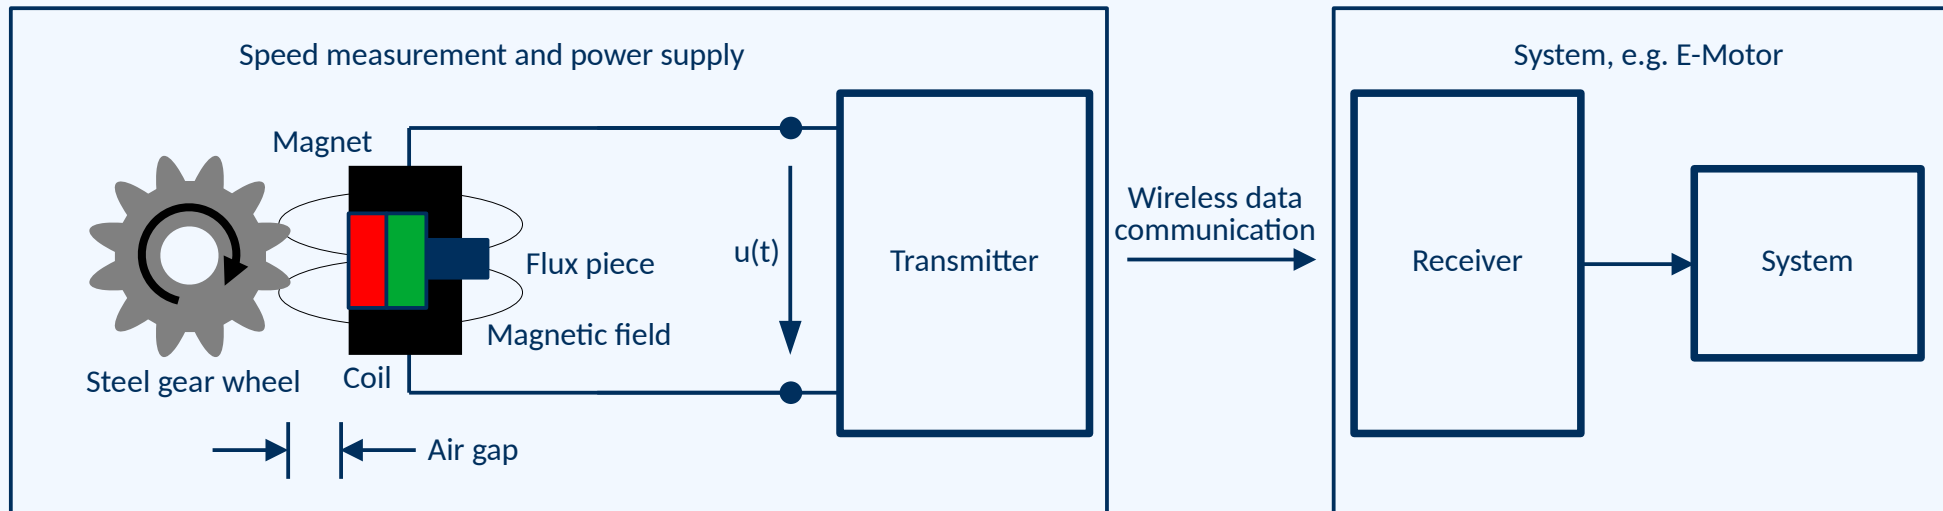 Speed measurement and power supply
System, e.g. E-Motor
Magnet
Wireless data
communication
u(t)
Flux piece
Transmitter
Receiver
System
Magnetic field
Steel gear wheel
Coil
Air gap